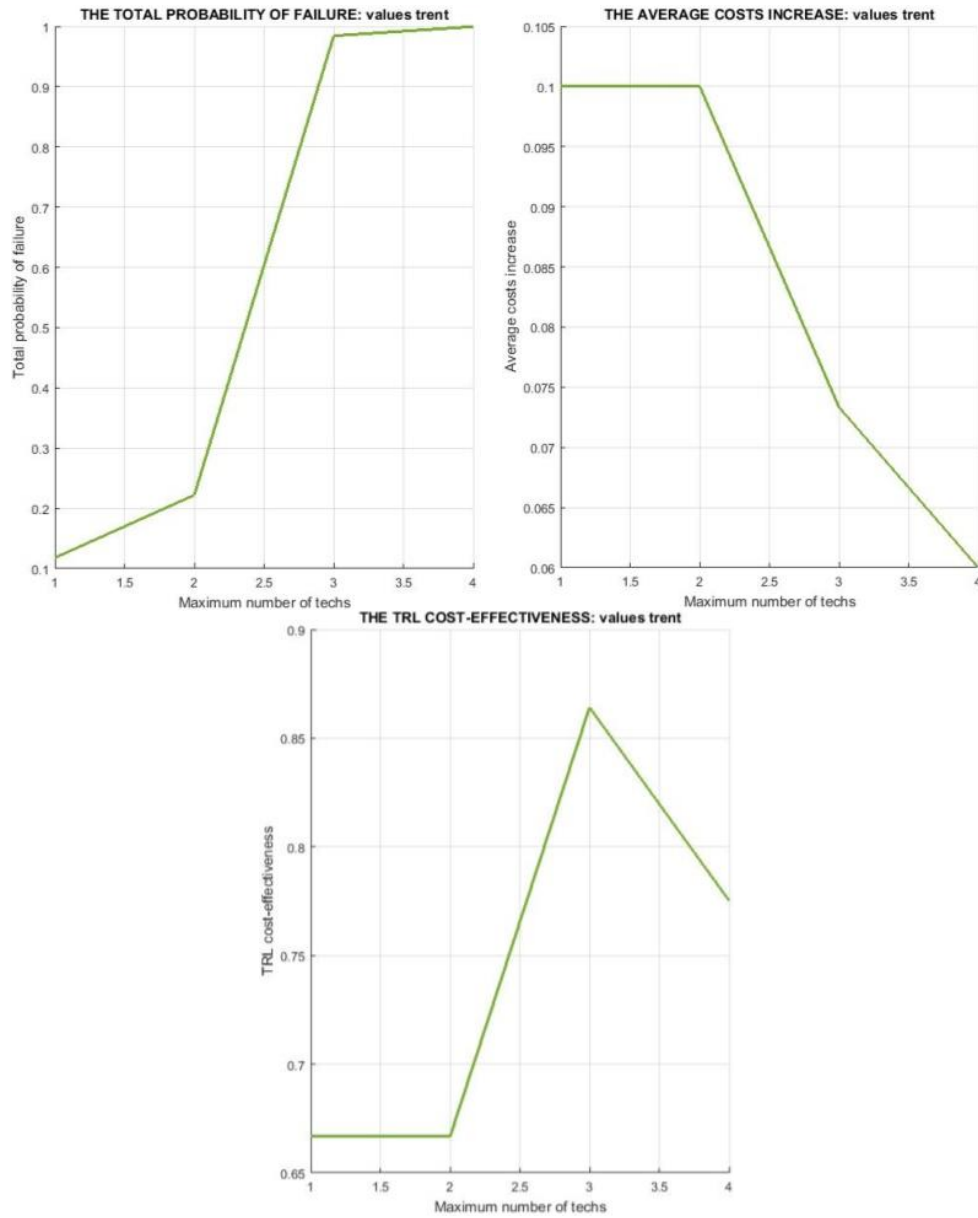 THE TOTAL PROBABILITY OF FAILURE: values trent
1
0.9
0.8
0.7
0.6
0.5
0.4
0.3
0.2
0.1
Total probability of failure
1 1.5 2 2.5 3 3.5 4
Maximum number of techs
THE AVERAGE COSTS INCREASE: values trent
0.105
0.1
0.095
0.09
0.085
0.08
0.075
0.07
0.065
0.06
Average costs increase
1 1.5 2 2.5 3 3.5 4
Maximum number of techs
THE TRL COST-EFFECTIVENESS: values trent
0.9
0.85
0.8
0.75
0.7
0.65
TRL cost-effectiveness
1 1.5 2 2.5 3 3.5 4
Maximum number of techs